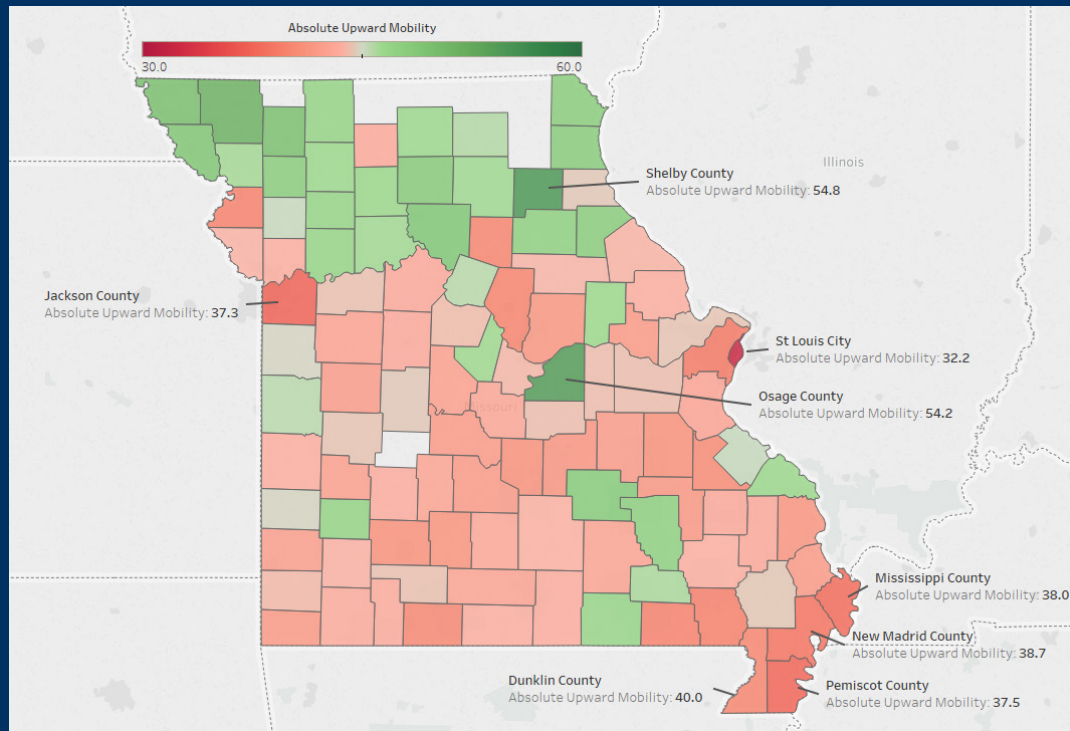 Absolute Upward Mobility
30.0
60.0
Illinois
Shelby County
Absolute Upward Mobility: 54.8
Jackson County
Absolute Upward Mobility: 37.3
St Louis City
Absolute Upward Mobility: 32.2
Osage County
Absolute Upward Mobility: 54.2
Missouri
Mississippi County
Absolute Upward Mobility: 38.0
New Madrid County
Absolute Upward Mobility: 38.7
Dunklin County
Absolute Upward Mobility: 40.0
Pemiscot County
Absolute Upward Mobility: 37.5